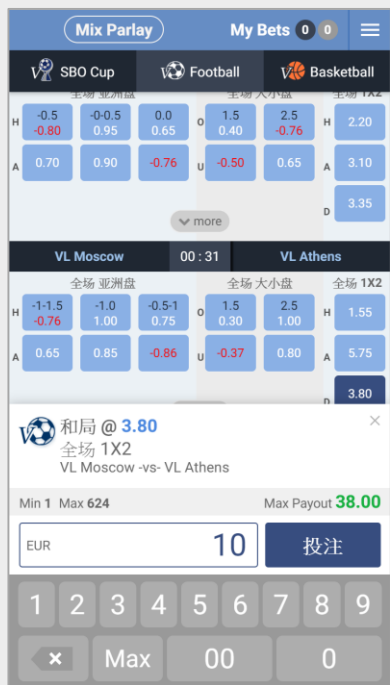 Mix Parlay My Bets 0 0
SBO Cup Football Basketball
全场 亚洲盘 全场 大小盘 全场 1X2
H -0.5 -0-0.5 0.0 O 1.5 2.5 H 2.20
-0.80 0.95 0.65 0.40 -0.76
A 0.70 0.90 -0.76 U -0.50 0.65 A 3.10
D 3.35
more
VL Moscow 00 : 31 VL Athens
全场 亚洲盘 全场 大小盘 全场 1X2
H -1-1.5 -1.0 -0.5-1 O 1.5 2.5 H 1.55
-0.76 1.00 0.75 0.30 1.00
A 0.65 0.85 -0.86 U -0.37 0.80 A 5.75
D 3.80
V 和局 @ 3.80
全场 1X2
VL Moscow -vs- VL Athens
×
Min 1 Max 624 Max Payout 38.00
EUR 10 投注
1 2 3 4 5 6 7 8 9
Max 00 0